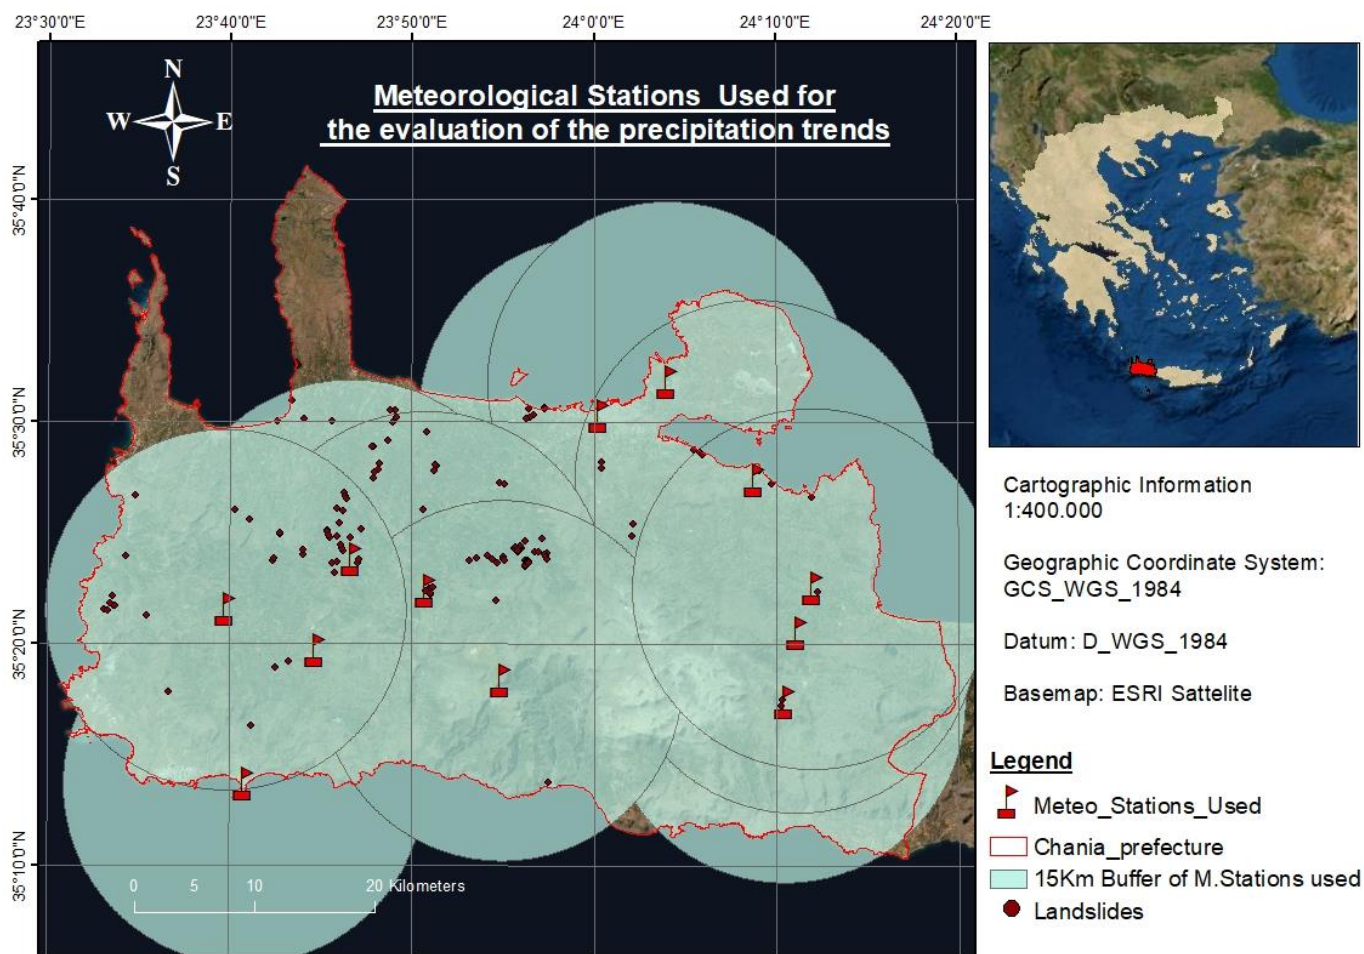 23°30'0"E 23°40'0"E 23°50'0"E 24°0'0"E 24°10'0"E 24°20'0"E
N
W E
S
Meteorological Stations Used for
the evaluation of the precipitation trends
35°40'0"N
35°30'0"N
35°20'0"N
35°10'0"N
0 5 10 20 Kilometers
Cartographic Information
1:400.000
Geographic Coordinate System:
GCS_WGS_1984
Datum: D_WGS_1984
Basemap: ESRI Sattelite
Legend
Meteo_Stations_Used
Chania_prefecture
15Km Buffer of M.Stations used
Landslides